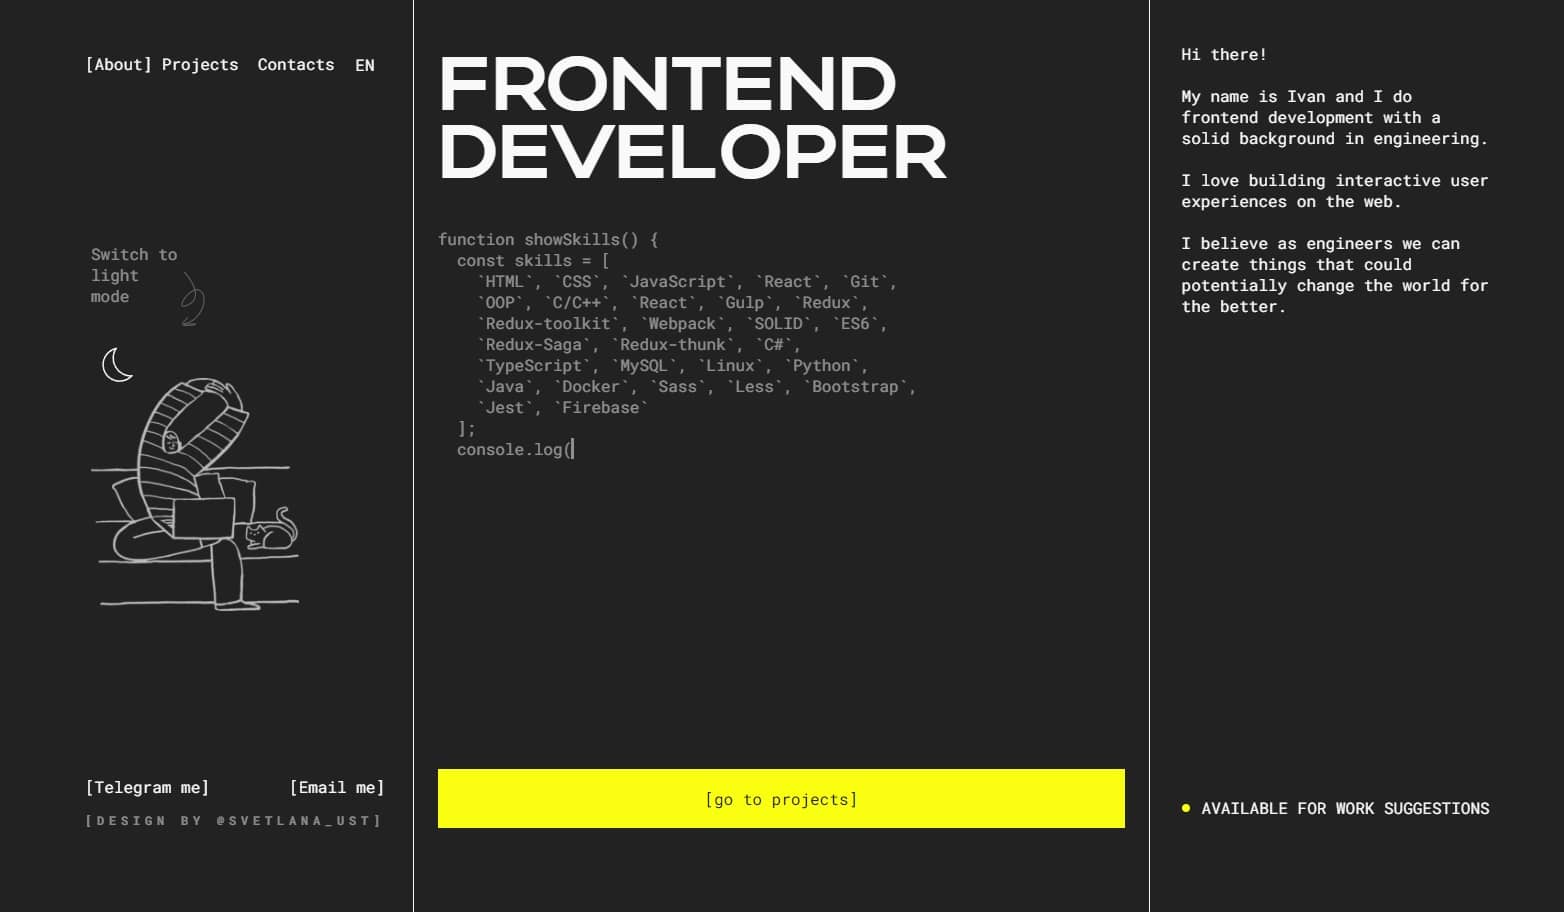 [About] Projects Contacts EN
Switch to
light
mode
[Telegram me] [Email me]
[DESIGN BY @SVETLANA_UST]
FRONTEND
DEVELOPER
function showSkills() {
  const skills = [
    `HTML`, `CSS`, `JavaScript`, `React`, `Git`,
    `OOP`, `C/C++`, `React`, `Gulp`, `Redux`,
    `Redux-toolkit`, `Webpack`, `SOLID`, `ES6`,
    `Redux-Saga`, `Redux-thunk`, `C#`,
    `TypeScript`, `MySQL`, `Linux`, `Python`,
    `Java`, `Docker`, `Sass`, `Less`, `Bootstrap`,
    `Jest`, `Firebase`
  ];
  console.log(
[go to projects]
Hi there!
My name is Ivan and I do
frontend development with a
solid background in engineering.
I love building interactive user
experiences on the web.
I believe as engineers we can
create things that could
potentially change the world for
the better.
AVAILABLE FOR WORK SUGGESTIONS